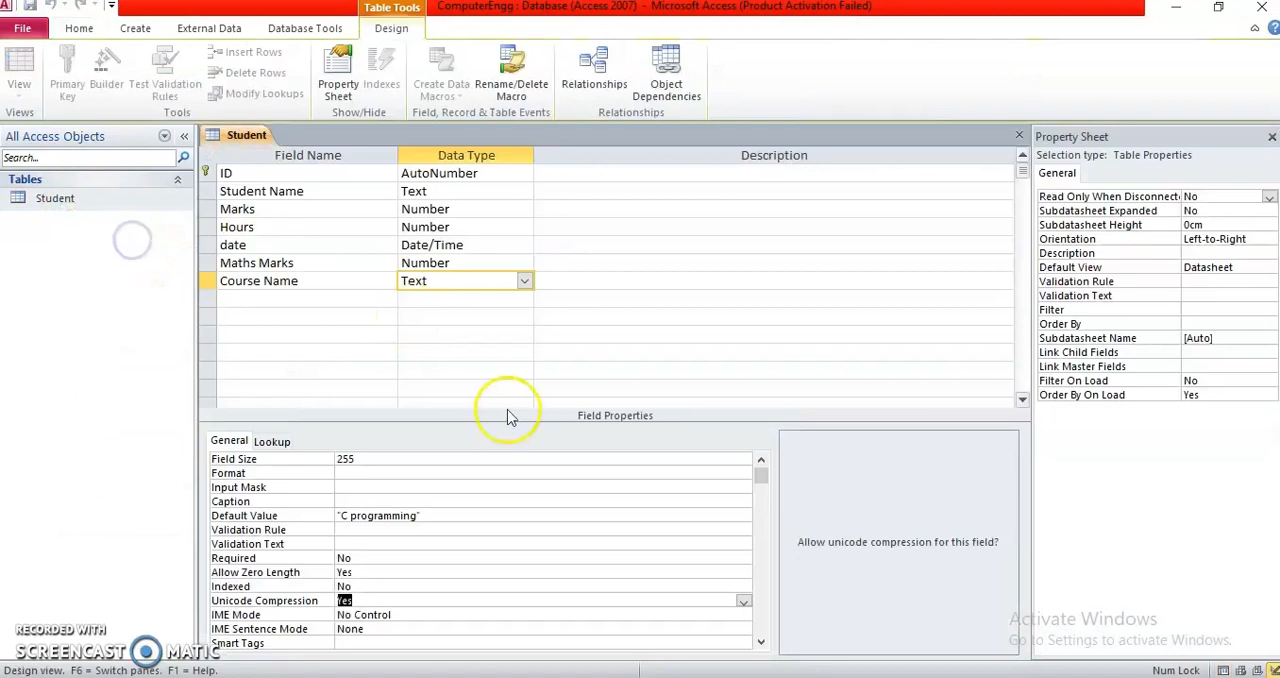 Table Tools
ComputerEngg : Database (Access 2007) - Microsoft Access (Product Activation Failed)
File Home Create External Data Database Tools Design
View
Primary Key
Builder
Test Validation Rules
Insert Rows
Delete Rows
Modify Lookups
Property Sheet
Indexes
Create Data Macros
Rename/Delete Macro
Relationships
Object Dependencies
Views Tools Show/Hide Field, Record & Table Events Relationships
All Access Objects
Search...
Tables
Student
Student
Field Name Data Type Description
ID AutoNumber
Student Name Text
Marks Number
Hours Number
date Date/Time
Maths Marks Number
Course Name Text
Field Properties
General Lookup
Field Size 255
Format
Input Mask
Caption
Default Value "C programming"
Validation Rule
Validation Text
Required No
Allow Zero Length Yes
Indexed No
Unicode Compression Yes
IME Mode No Control
IME Sentence Mode None
Smart Tags
Allow unicode compression for this field?
Property Sheet
Selection type: Table Properties
General
Read Only When Disconnecte No
Subdatasheet Expanded No
Subdatasheet Height 0cm
Orientation Left-to-Right
Description
Default View Datasheet
Validation Rule
Validation Text
Filter
Order By
Subdatasheet Name [Auto]
Link Child Fields
Link Master Fields
Filter On Load No
Order By On Load Yes
Activate Windows
Go to Settings to activate Windows.
RECORDED WITH
SCREENCAST MATIC
Design view. F6 = Switch panes. F1 = Help.
Num Lock